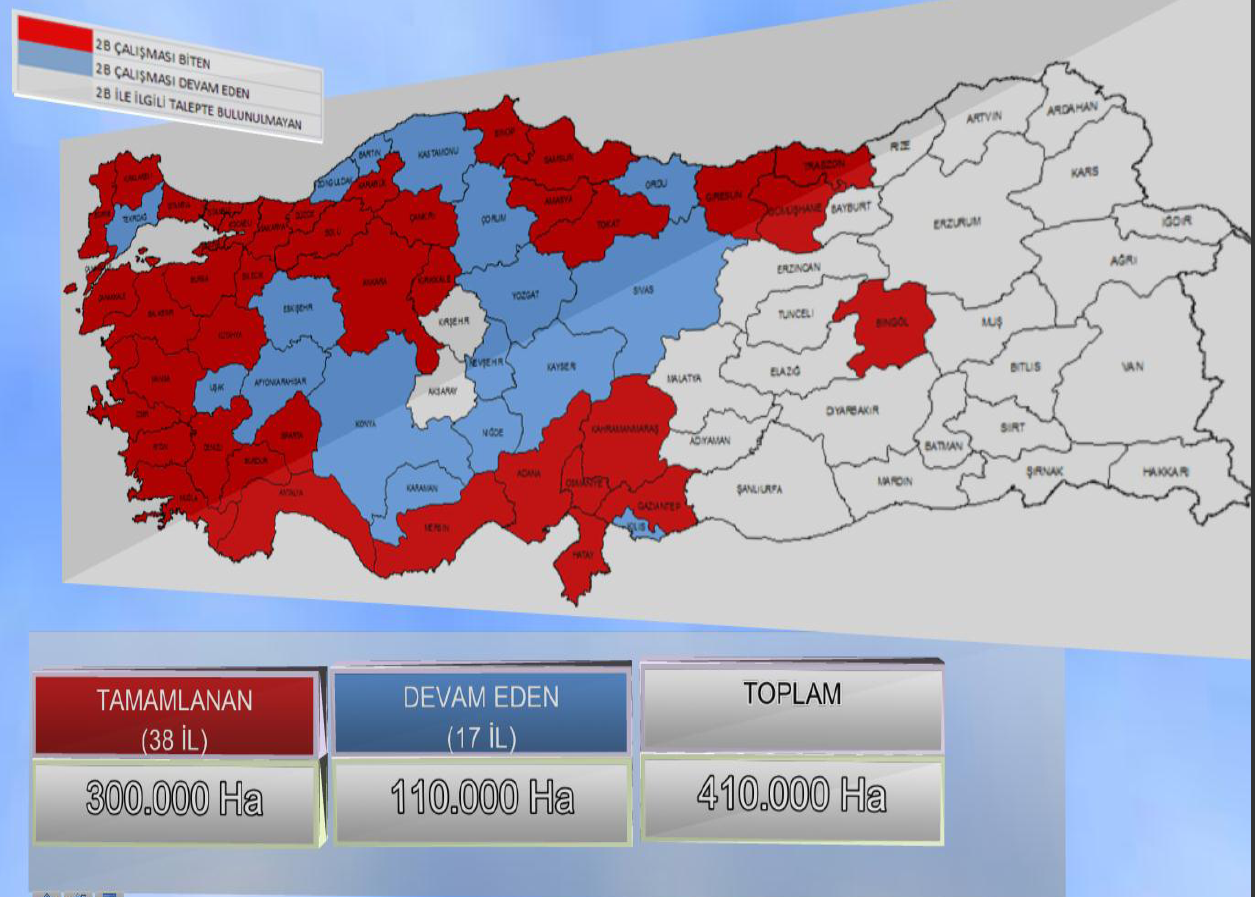 2B ÇALIŞMASI BİTEN
2B ÇALIŞMASI DEVAM EDEN
2B İLE İLGİLİ TALEPTE BULUNULMAYAN
ARDAHAN
ARTVİN
RİZE
KARS
SİNOP
SAMSUN
KASTAMONU
BARTIN
ZONGULDAK
KARABÜK
TRABZON
ORDU
GİRESUN
GÜMÜŞHANE
BAYBURT
ERZURUM
IĞDIR
AĞRI
KIRKLARELİ
TEKİRDAĞ
KOCAELİ
SAKARYA
DÜZCE
BOLU
ÇANKIRI
ÇORUM
AMASYA
TOKAT
SİVAS
ERZİNCAN
TUNCELİ
BİNGÖL
MUŞ
BİTLİS
VAN
ÇANAKKALE
BALIKESİR
BURSA
BİLECİK
KÜTAHYA
ESKİŞEHİR
ANKARA
KIRIKKALE
KIRŞEHİR
YOZGAT
NEVŞEHİR
KAYSERİ
MALATYA
ELAZIĞ
DİYARBAKIR
BATMAN
SİİRT
ŞIRNAK
HAKKARİ
MANİSA
UŞAK
AFYONKARAHİSAR
AKSARAY
KONYA
NİĞDE
KAHRAMANMARAŞ
ADIYAMAN
ŞANLIURFA
MARDİN
İZMİR
AYDIN
DENİZLİ
ISPARTA
BURDUR
MUĞLA
ANTALYA
KARAMAN
MERSİN
ADANA
OSMANİYE
GAZİANTEP
KİLİS
HATAY
TAMAMLANAN
(38 İL)
DEVAM EDEN
(17 İL)
TOPLAM
300.000 Ha
110.000 Ha
410.000 Ha